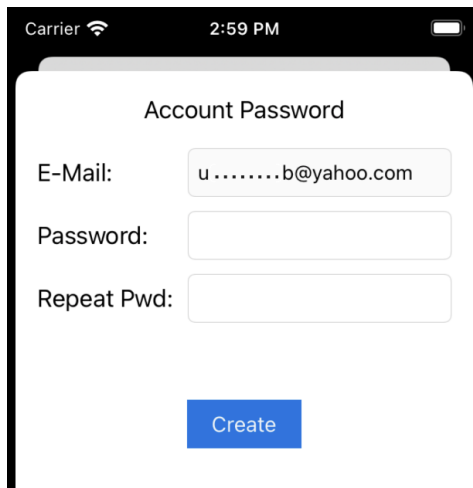 Carrier 2:59 PM
Account Password
E-Mail: u........b@yahoo.com
Password:
Repeat Pwd:
Create